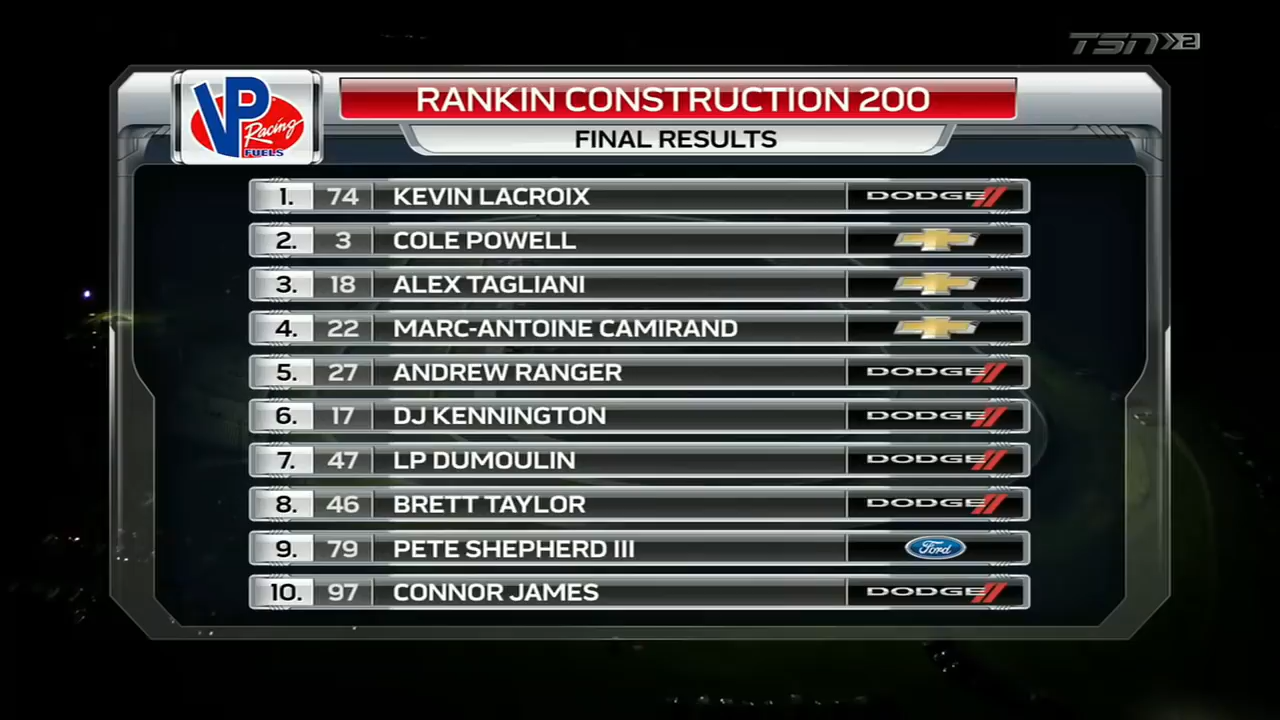 TSN 2
VP Racing FUELS
RANKIN CONSTRUCTION 200
FINAL RESULTS
1. 74 KEVIN LACROIX DODGE
2. 3 COLE POWELL
3. 18 ALEX TAGLIANI
4. 22 MARC-ANTOINE CAMIRAND
5. 27 ANDREW RANGER DODGE
6. 17 DJ KENNINGTON DODGE
7. 47 LP DUMOULIN DODGE
8. 46 BRETT TAYLOR DODGE
9. 79 PETE SHEPHERD III Ford
10. 97 CONNOR JAMES DODGE